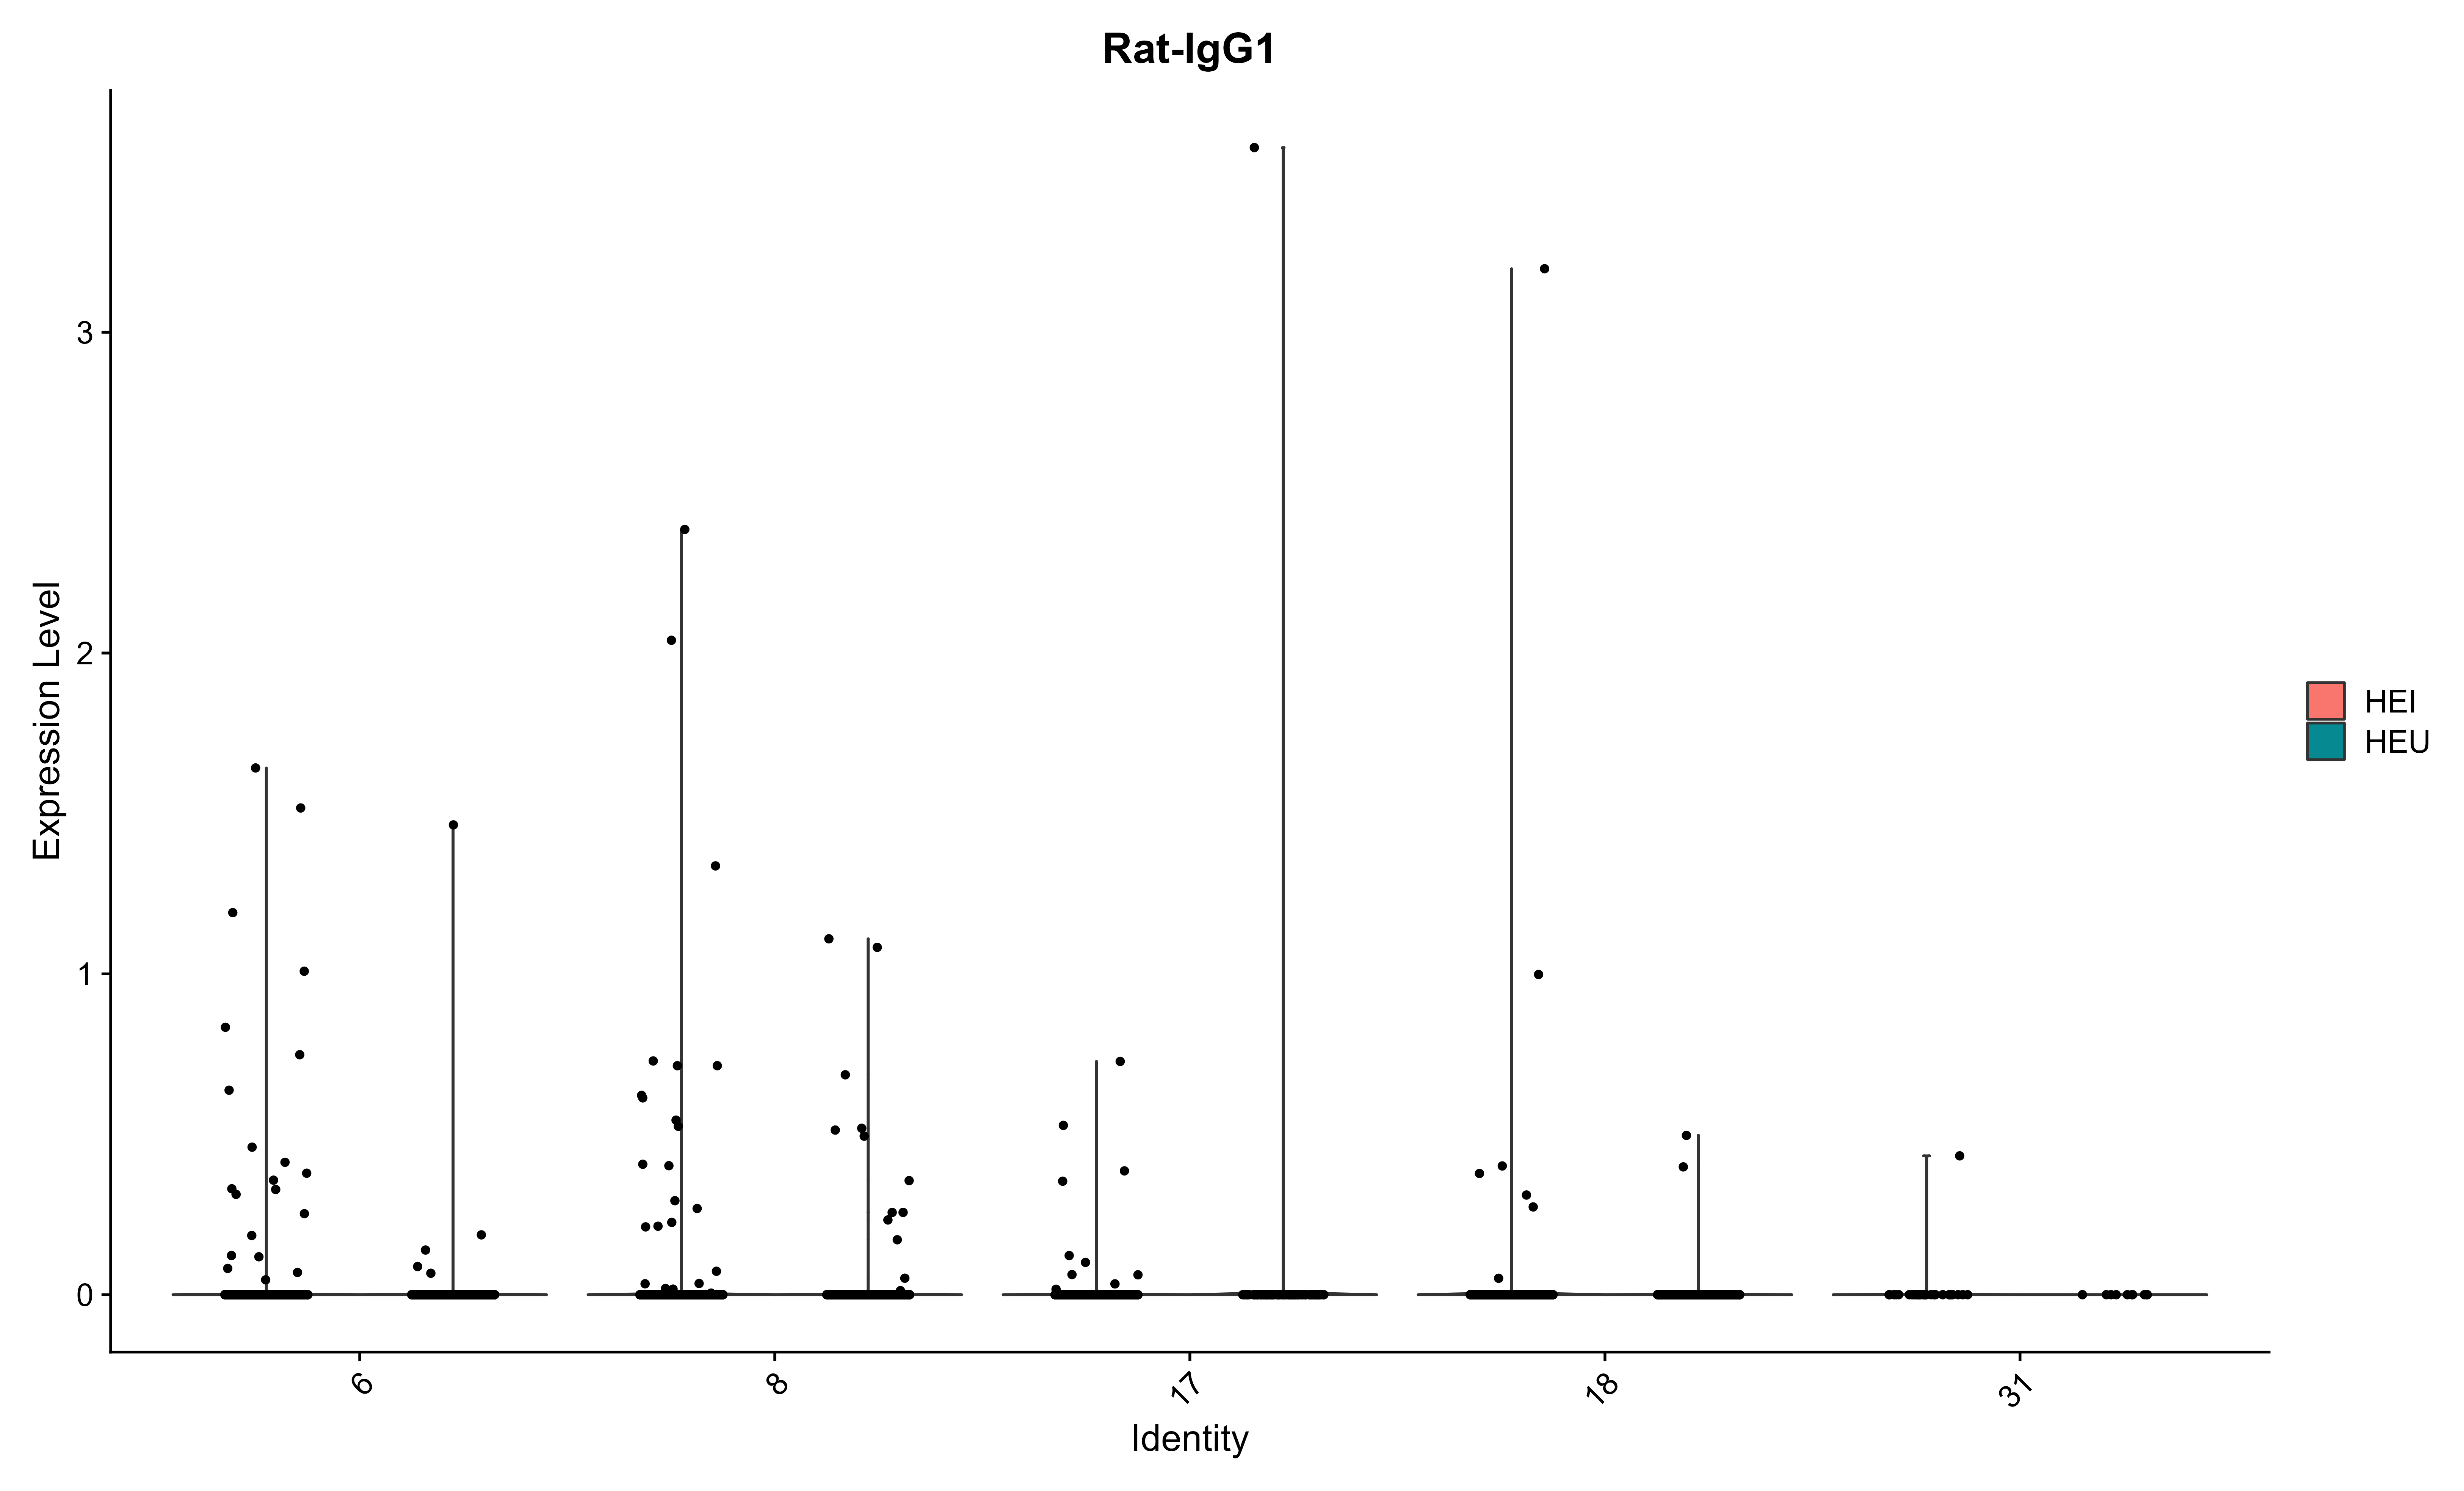 Rat-IgG1
Expression Level
3
2
1
0
6
8
17
18
31
Identity
HEI
HEU